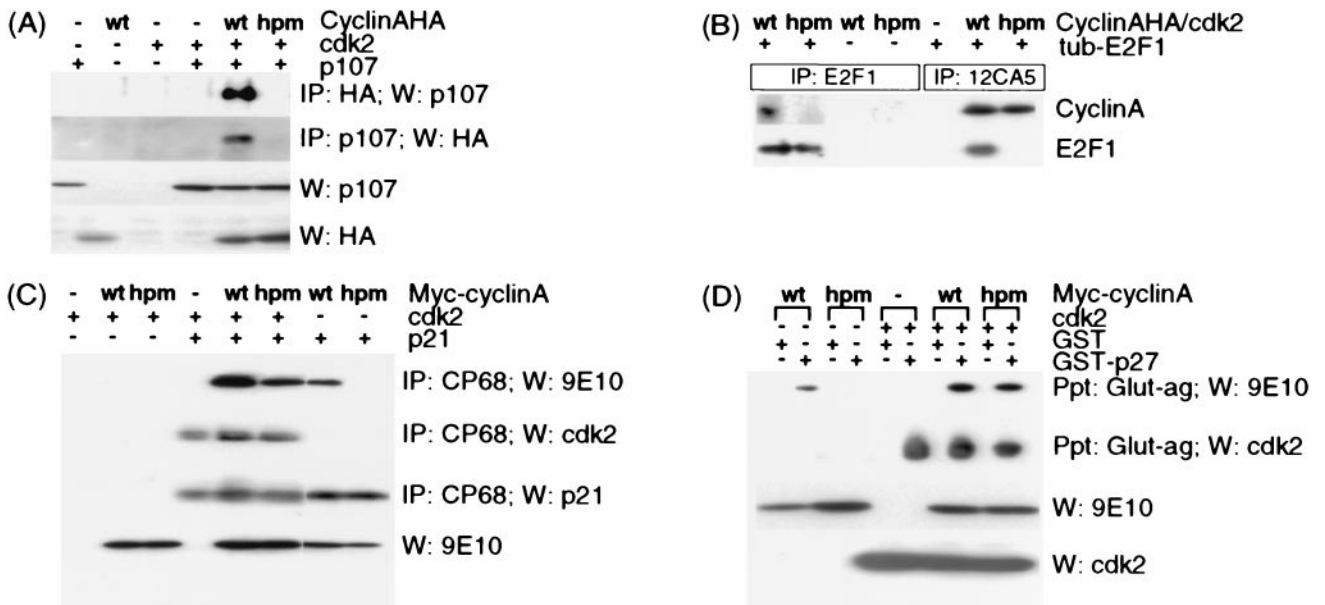 (A) - wt - - wt hpm CyclinAHA
- - + + + + cdk2
+ - - + + + p107
IP: HA; W: p107
IP: p107; W: HA
W: p107
W: HA
(B) wt hpm wt hpm - wt hpm CyclinAHA/cdk2
+ + - - + + + tub-E2F1
IP: E2F1 IP: 12CA5
CyclinA
E2F1
(C) - wt hpm - wt hpm wt hpm Myc-cyclinA
+ + + + + + - - cdk2
- - - + + + + + p21
IP: CP68; W: 9E10
IP: CP68; W: cdk2
IP: CP68; W: p21
W: 9E10
(D) wt hpm - wt hpm Myc-cyclinA
- - - - + + + + + + cdk2
+ - + - + - + - + - GST
- + - + - + - + - + GST-p27
Ppt: Glut-ag; W: 9E10
Ppt: Glut-ag; W: cdk2
W: 9E10
W: cdk2